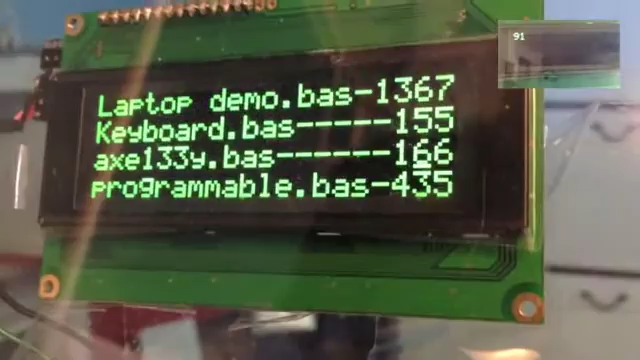 Laptop demo.bas-1367
Keyboard.bas-----155
axe133y.bas------166
programmable.bas-435
91